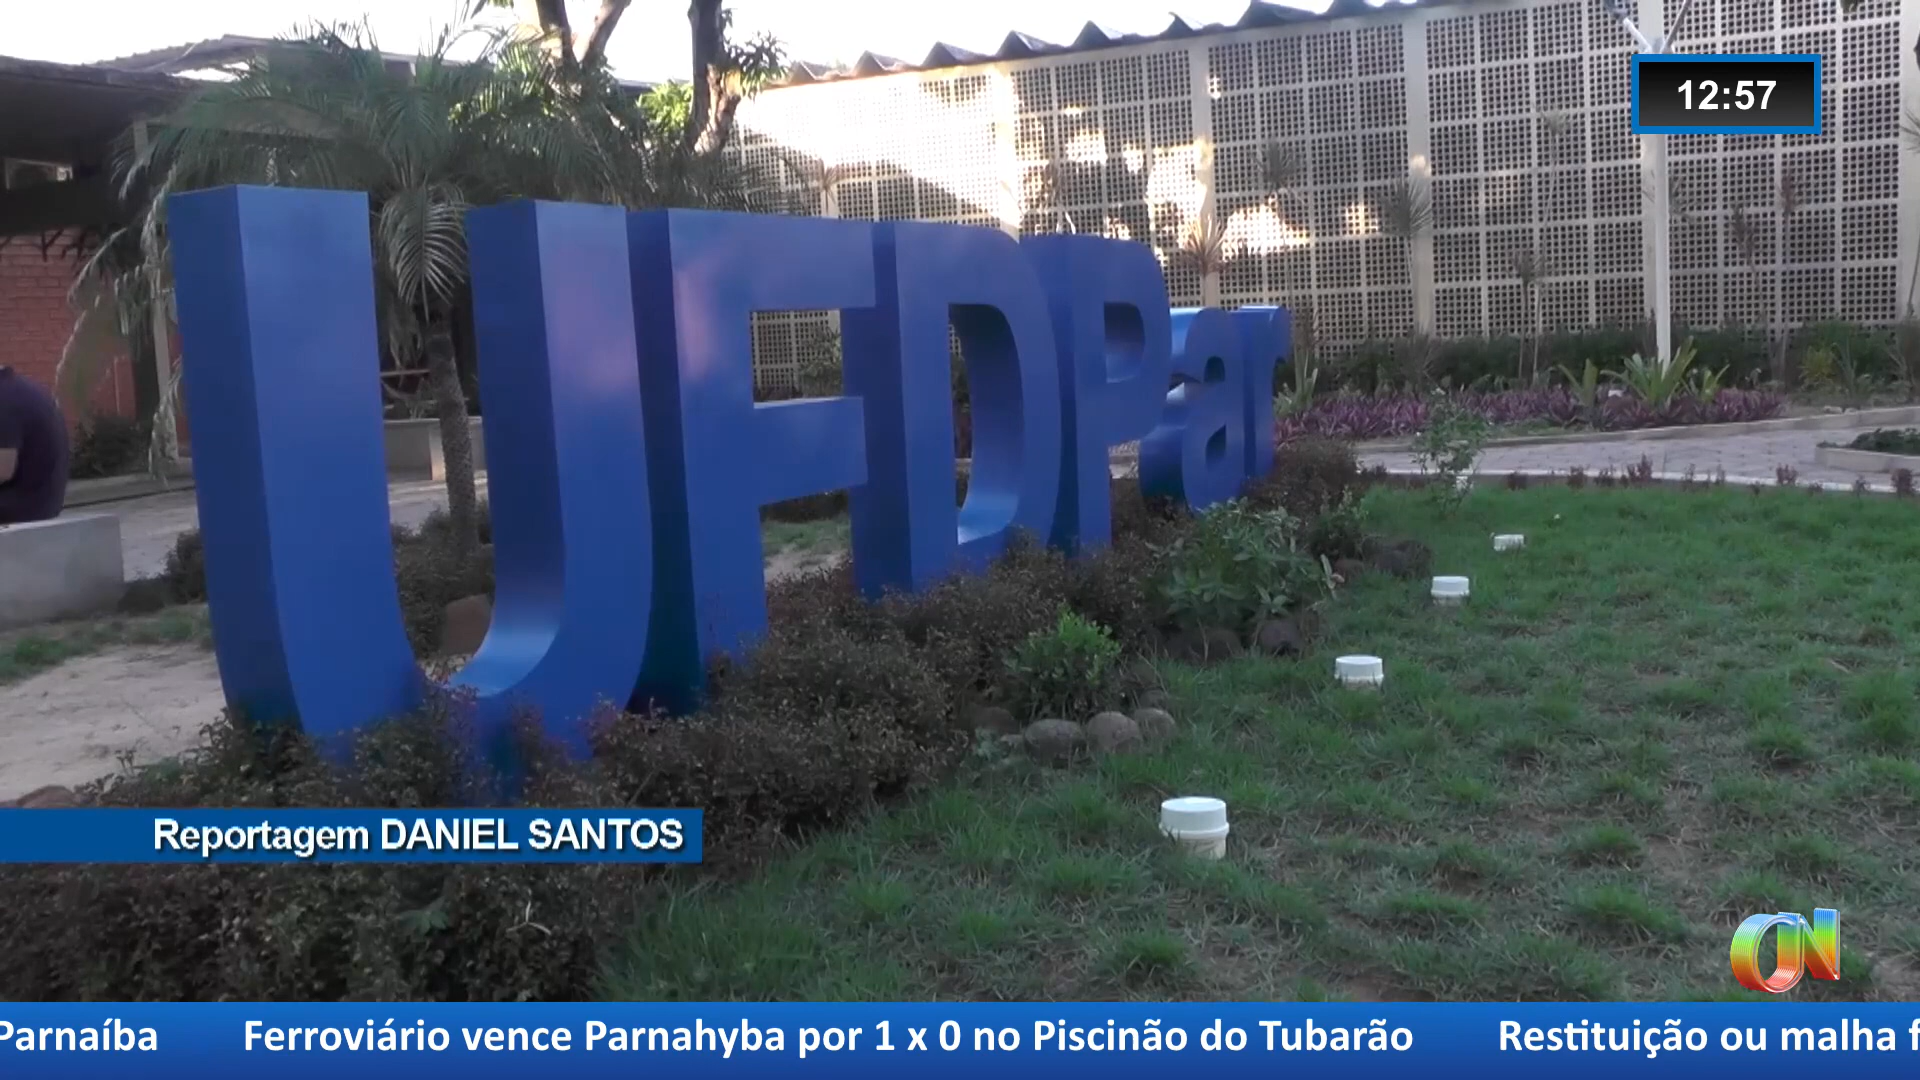 12:57
UFDPar
Reportagem DANIEL SANTOS
CN
Parnaíba Ferroviário vence Parnahyba por 1 x 0 no Piscinão do Tubarão Restituição ou malha f